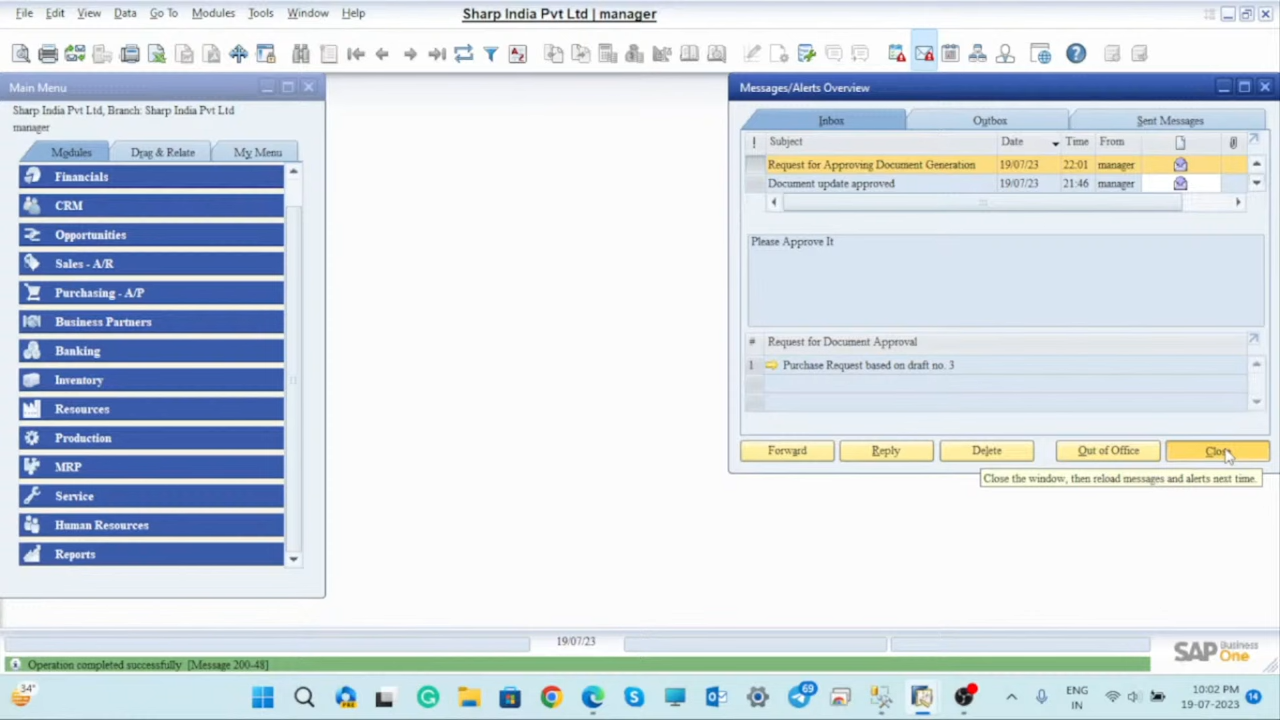 File Edit View Data Go To Modules Tools Window Help
Sharp India Pvt Ltd | manager
Main Menu
Sharp India Pvt Ltd, Branch: Sharp India Pvt Ltd
manager
Modules Drag & Relate My Menu
Financials
CRM
Opportunities
Sales - A/R
Purchasing - A/P
Business Partners
Banking
Inventory
Resources
Production
MRP
Service
Human Resources
Reports
Messages/Alerts Overview
Inbox Outbox Sent Messages
! Subject Date Time From
Request for Approving Document Generation 19/07/23 22:01 manager
Document update approved 19/07/23 21:46 manager
Please Approve It
# Request for Document Approval
1 Purchase Request based on draft no. 3
Forward Reply Delete Out of Office Close
Close the window, then reload messages and alerts next time.
19/07/23
SAP Business One
Operation completed successfully [Message 200-48]
34°
69
ENG
IN
10:02 PM
19-07-2023
14